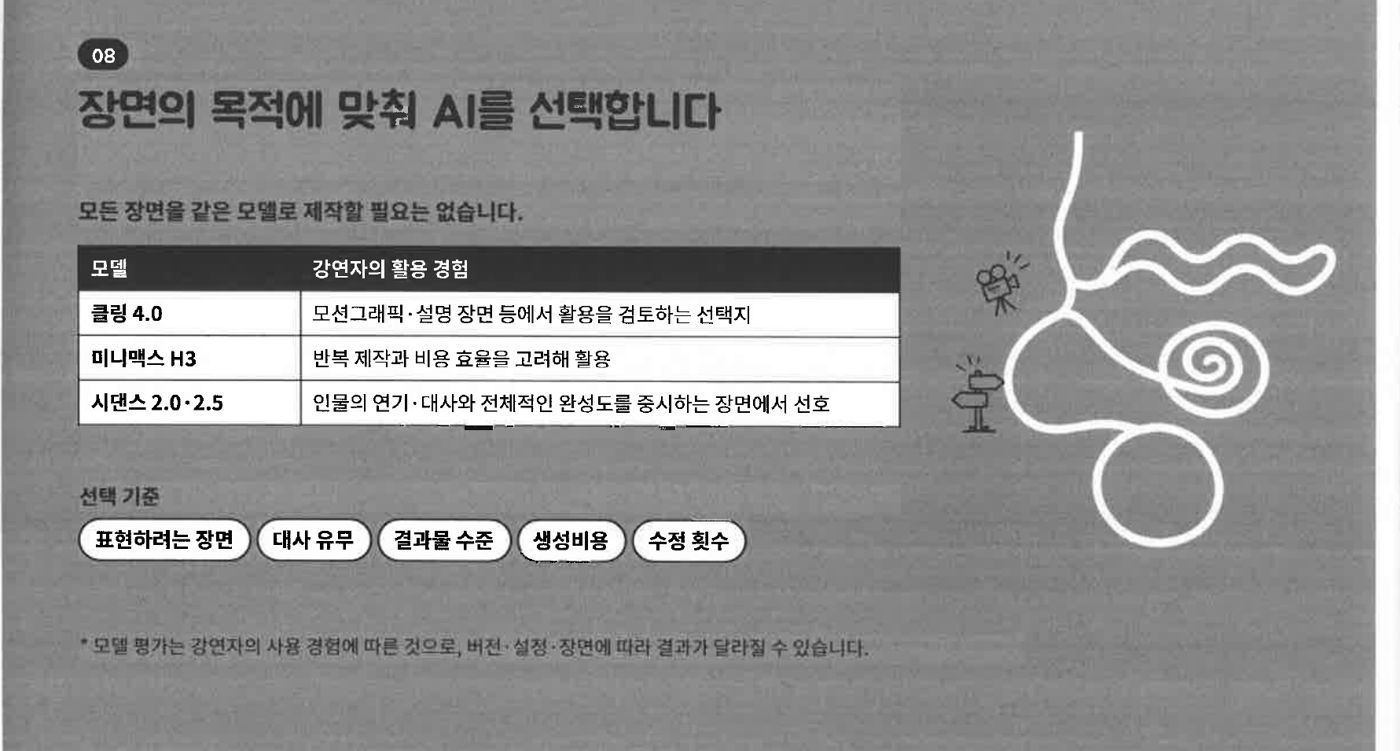 08
장면의 목적에 맞춰 AI를 선택합니다
모든 장면을 같은 모델로 제작할 필요는 없습니다.
모델 강연자의 활용 경험
클링 4.0 모션그래픽·설명 장면 등에서 활용을 검토하는 선택지
미니맥스 H3 반복 제작과 비용 효율을 고려해 활용
시댄스 2.0·2.5 인물의 연기·대사와 전체적인 완성도를 중시하는 장면에서 선호
선택 기준
표현하려는 장면 대사 유무 결과물 수준 생성비용 수정 횟수
* 모델 평가는 강연자의 사용 경험에 따른 것으로, 버전·설정·장면에 따라 결과가 달라질 수 있습니다.